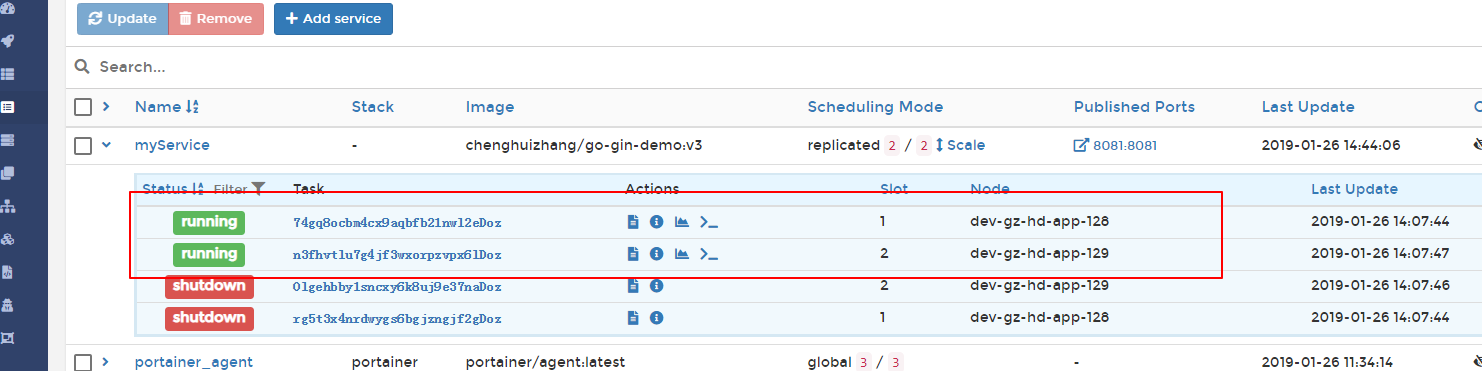 Update Remove Add service
Search...
Name Stack Image Scheduling Mode Published Ports Last Update
myService - chenghuizhang/go-gin-demo:v3 replicated 2 / 2 Scale 8081:8081 2019-01-26 14:44:06
Status Filter Task Actions Slot Node Last Update
running 74gq8ocbm4cx9aqbfb21nwl2eDoz 1 dev-gz-hd-app-128 2019-01-26 14:07:44
running n3fhvtlu7g4jf3wxorpzvpx61Doz 2 dev-gz-hd-app-129 2019-01-26 14:07:47
shutdown 01gehbby1sncxy6k8uj9e37naDoz 2 dev-gz-hd-app-129 2019-01-26 14:07:46
shutdown rg5t3x4nrdwygs6bgjzngjf2gDoz 1 dev-gz-hd-app-128 2019-01-26 14:07:44
portainer_agent portainer portainer/agent:latest global 3 / 3 - 2019-01-26 11:34:14